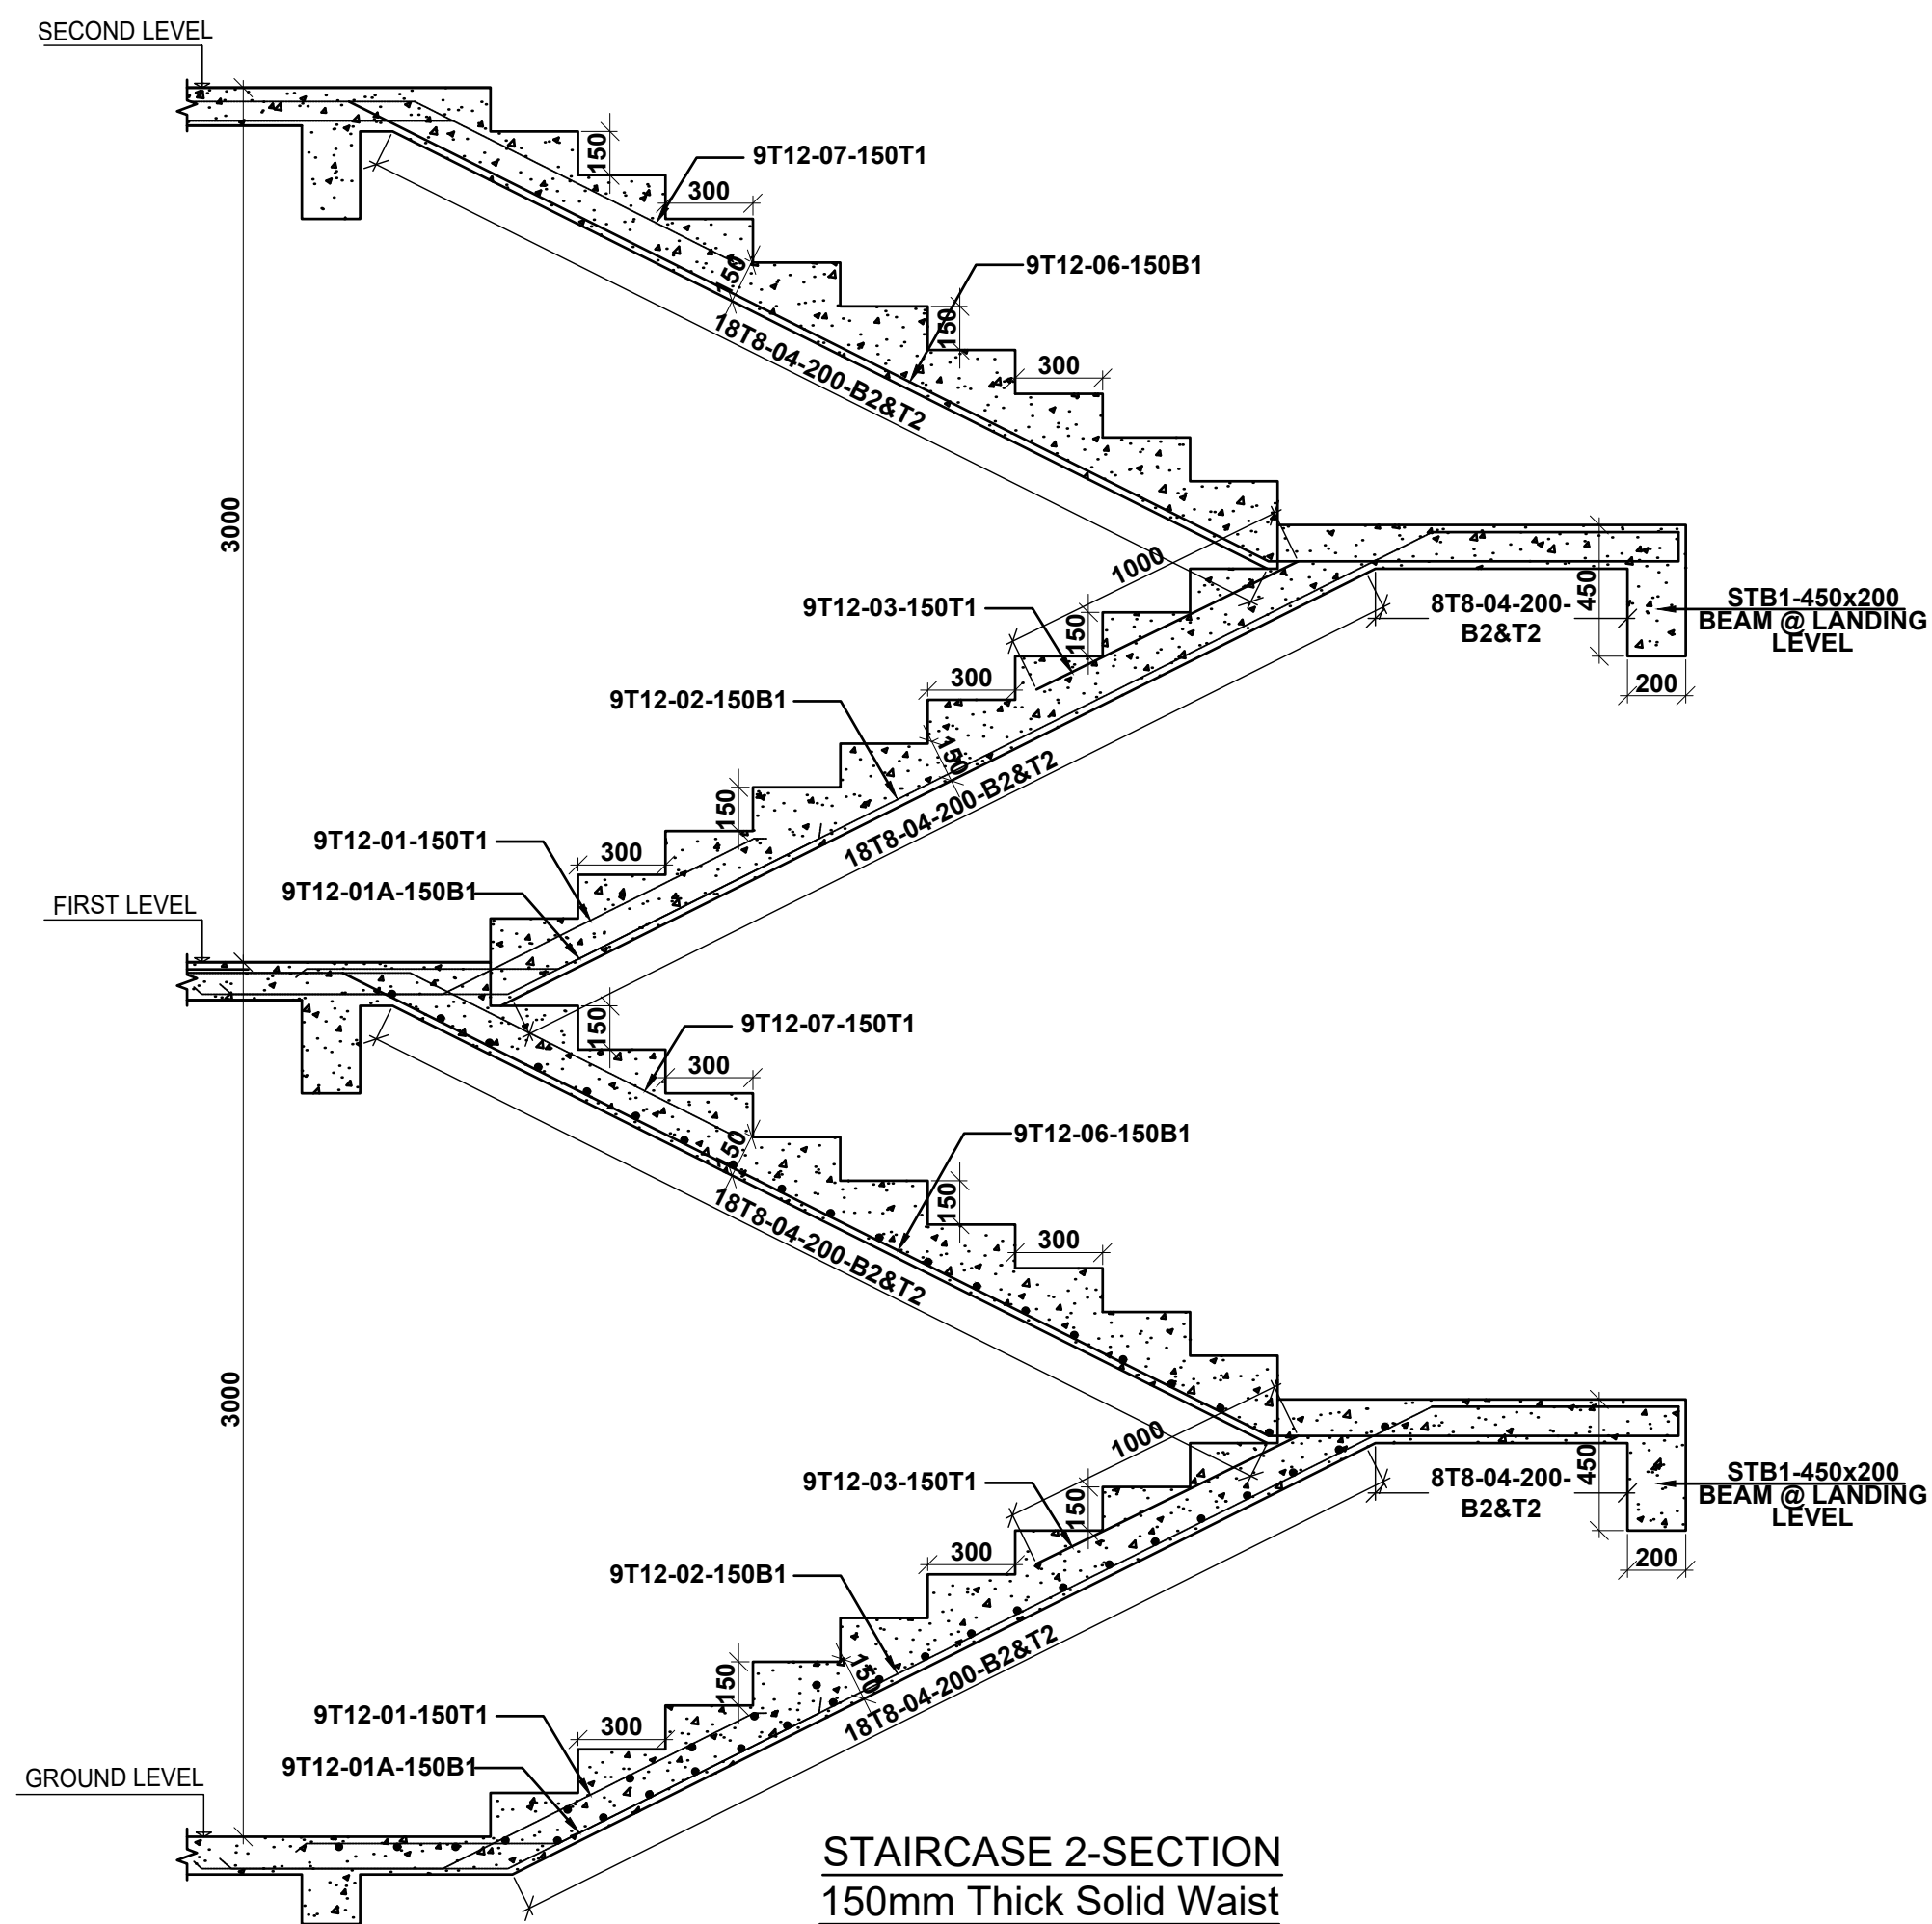 SECOND LEVEL
150
9T12-07-150T1
300
9T12-06-150B1
150
150
18T8-04-200-B2&T2
300
3000
1000
450
8T8-04-200-
B2&T2
STB1-450x200
BEAM @ LANDING
LEVEL
9T12-03-150T1
150
300
200
9T12-02-150B1
150
18T8-04-200-B2&T2
150
9T12-01-150T1
300
9T12-01A-150B1
FIRST LEVEL
150
9T12-07-150T1
300
9T12-06-150B1
150
150
18T8-04-200-B2&T2
300
3000
1000
450
8T8-04-200-
B2&T2
STB1-450x200
BEAM @ LANDING
LEVEL
9T12-03-150T1
150
300
200
9T12-02-150B1
150
18T8-04-200-B2&T2
150
9T12-01-150T1
300
9T12-01A-150B1
GROUND LEVEL
STAIRCASE 2-SECTION
150mm Thick Solid Waist